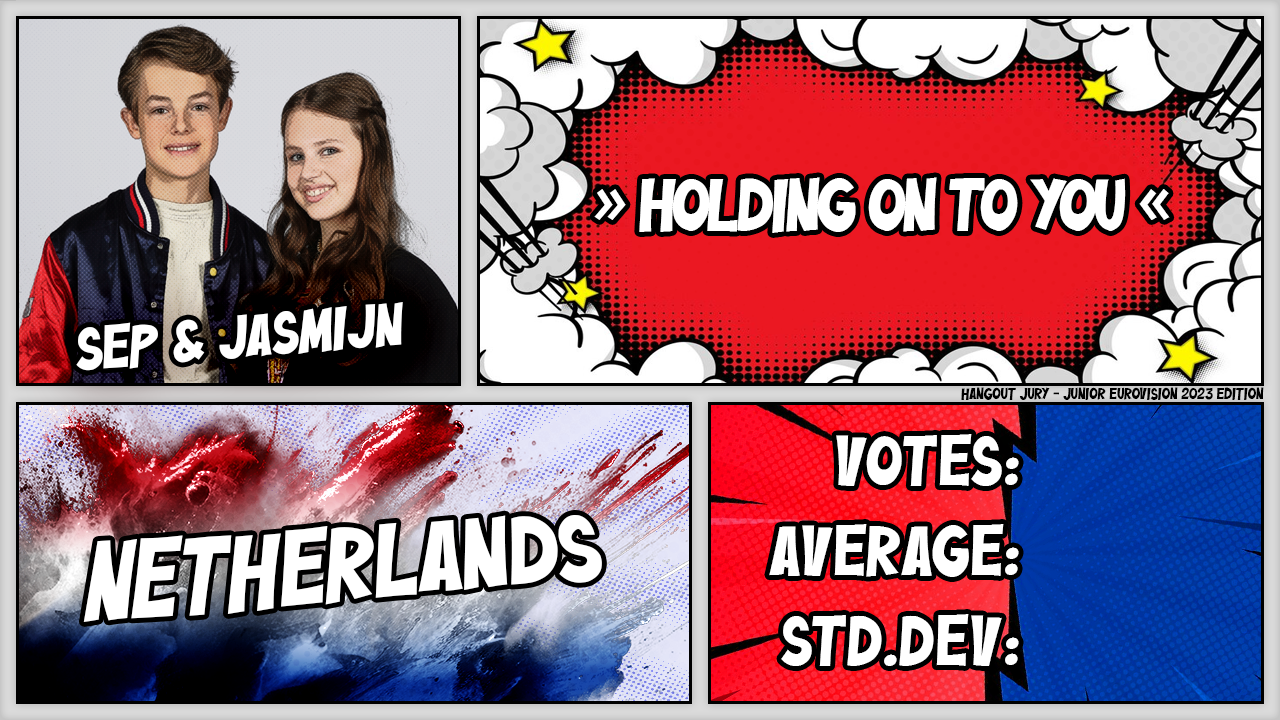 SEP & JASMIJN
» HOLDING ON TO YOU «
HANGOUT JURY - JUNIOR EUROVISION 2023 EDITION
NETHERLANDS
VOTES:
AVERAGE:
STD.DEV: